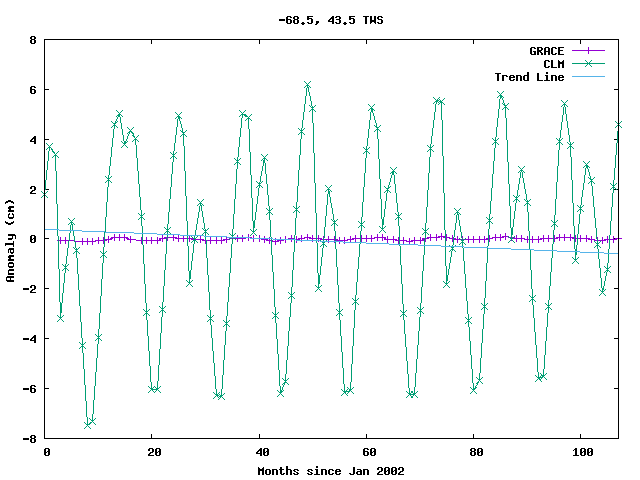 -68.5, 43.5 TWS
GRACE
CLM
Trend Line
8
6
4
2
0
-2
-4
-6
-8
Anomaly (cm)
0 20 40 60 80 100
Months since Jan 2002